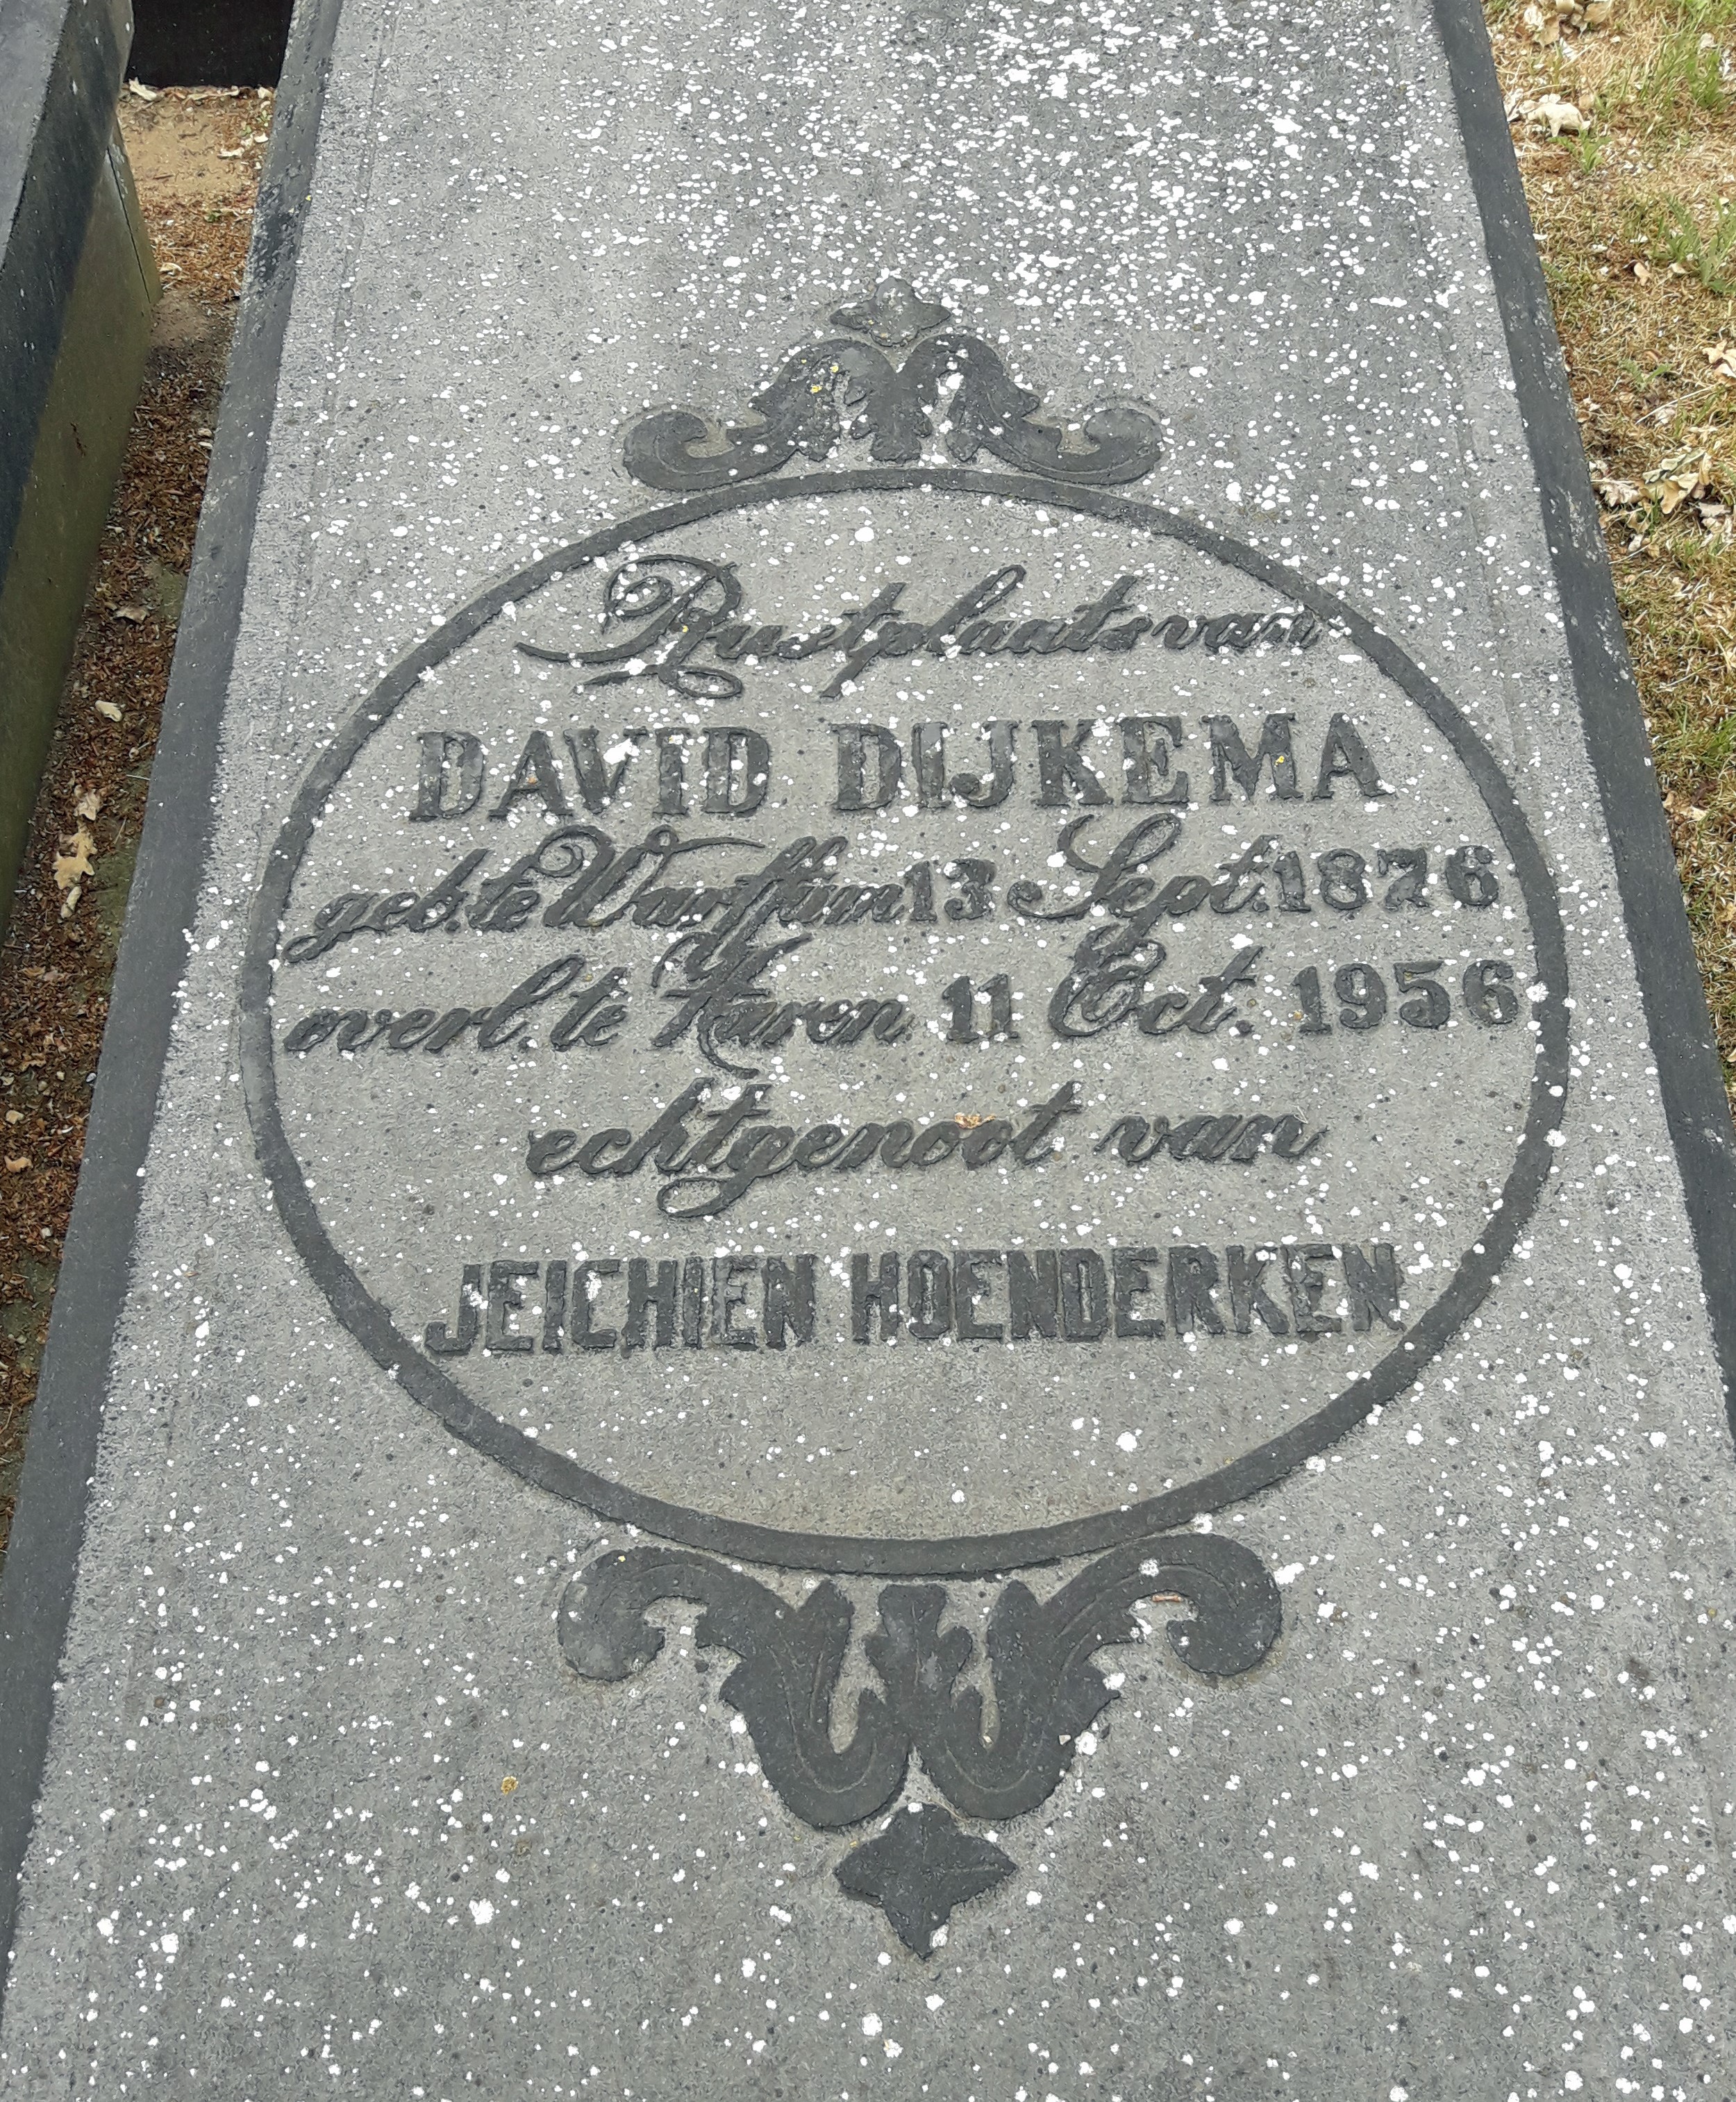 Rustplaats van
DAVID DIJKEMA
geb. te Warffum 13 Sept. 1876
overl. te Haren 11 Oct. 1956
echtgenoot van
JEICHIEN HOENDERKEN